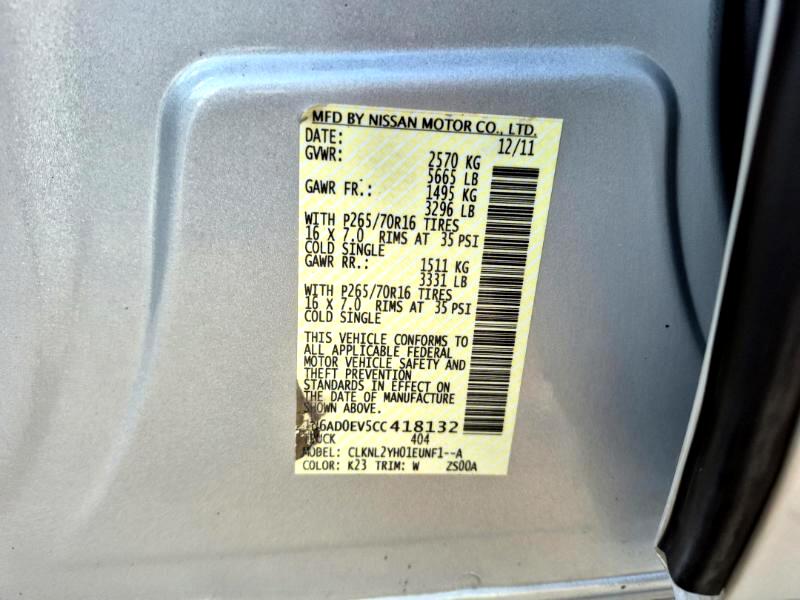 MFD BY NISSAN MOTOR CO., LTD.
DATE: 12/11
GVWR: 2570 KG
5665 LB
GAWR FR.: 1495 KG
3296 LB
WITH P265/70R16 TIRES
16 X 7.0 RIMS AT 35 PSI
COLD SINGLE
GAWR RR.: 1511 KG
3331 LB
WITH P265/70R16 TIRES
16 X 7.0 RIMS AT 35 PSI
COLD SINGLE
THIS VEHICLE CONFORMS TO
ALL APPLICABLE FEDERAL
MOTOR VEHICLE SAFETY AND
THEFT PREVENTION
STANDARDS IN EFFECT ON
THE DATE OF MANUFACTURE
SHOWN ABOVE.
6AD0EV5CC418132
UCK 404
MODEL: CLKNL2YH01EUNF1--A
COLOR: K23 TRIM: W ZS00A